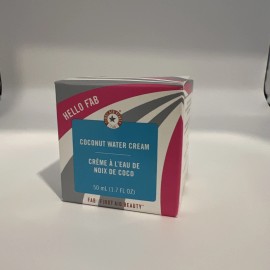 HELLO FAB
COCONUT WATER CREAM
CRÈME À L'EAU DE
NOIX DE COCO
50 mL (1.7 FL OZ)
FAB FIRST AID BEAUTY